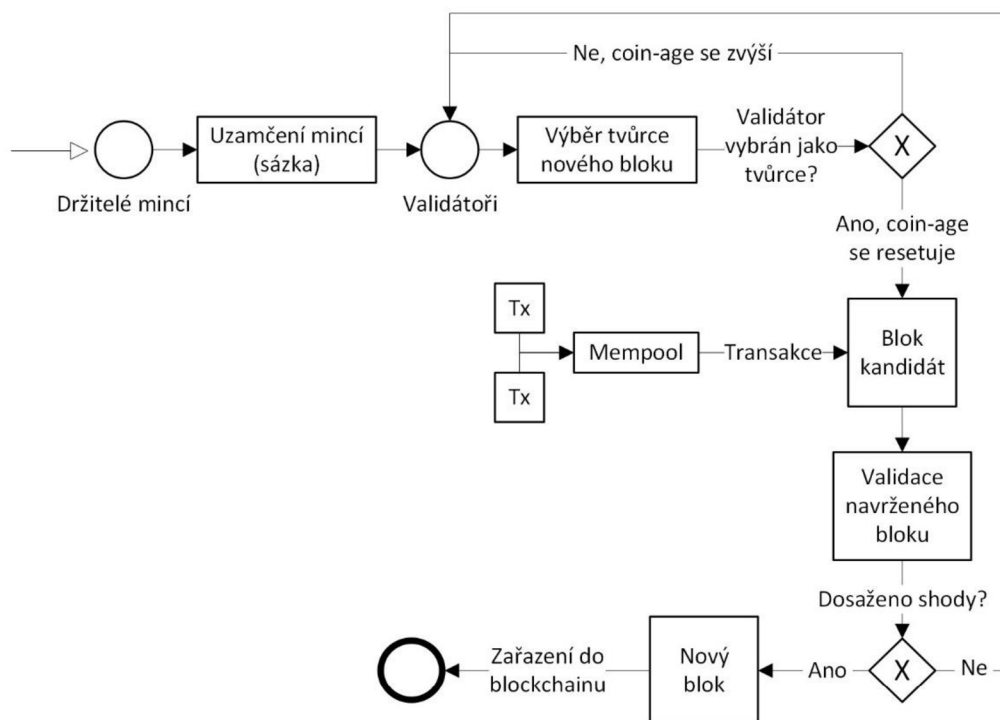 Ne, coin-age se zvýší
Uzamčení mincí
(sázka)
Výběr tvůrce
nového bloku
Validátor
vybrán jako
tvůrce?
X
Držitelé mincí
Validátoři
Ano, coin-age
se resetuje
Tx
Mempool
Transakce
Blok
kandidát
Tx
Validace
navrženého
bloku
Dosaženo shody?
Zařazení do
blockchainu
Nový
blok
Ano
X
Ne